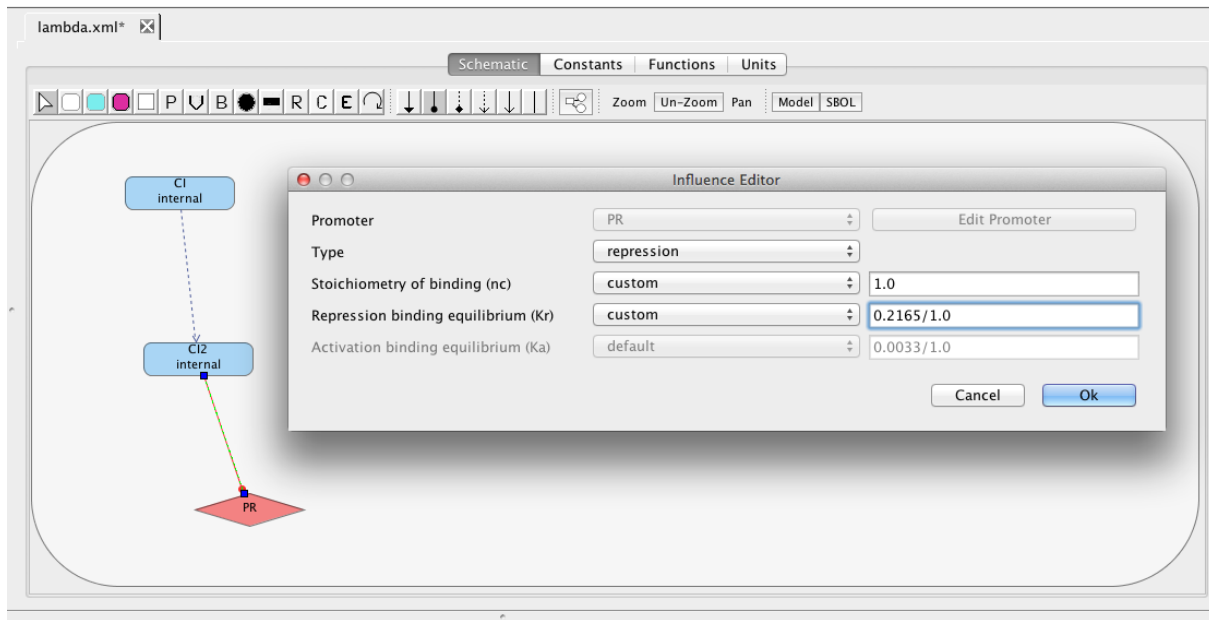 lambda.xml*
Schematic Constants Functions Units
P V B R C E Zoom Un-Zoom Pan Model SBOL
CI
internal
Influence Editor
Promoter PR Edit Promoter
Type repression
Stoichiometry of binding (nc) custom 1.0
Repression binding equilibrium (Kr) custom 0.2165/1.0
Activation binding equilibrium (Ka) default 0.0033/1.0
Cancel Ok
CI2
internal
PR